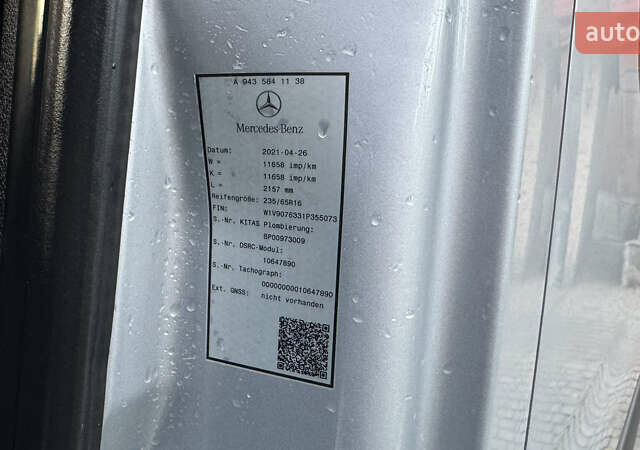 auto
A 943 584 11 38
Mercedes-Benz
Datum: 2021-04-26
W = 11658 imp/km
K = 11658 imp/km
L = 2157 mm
Reifengröße: 235/65R16
FIN: W1V9076331P355073
S.-Nr. KITAS Plombierung:
8P00973009
S.-Nr. DSRC-Modul:
10647890
S.-Nr. Tachograph:
00000000010647890
Ext. GNSS: nicht vorhanden